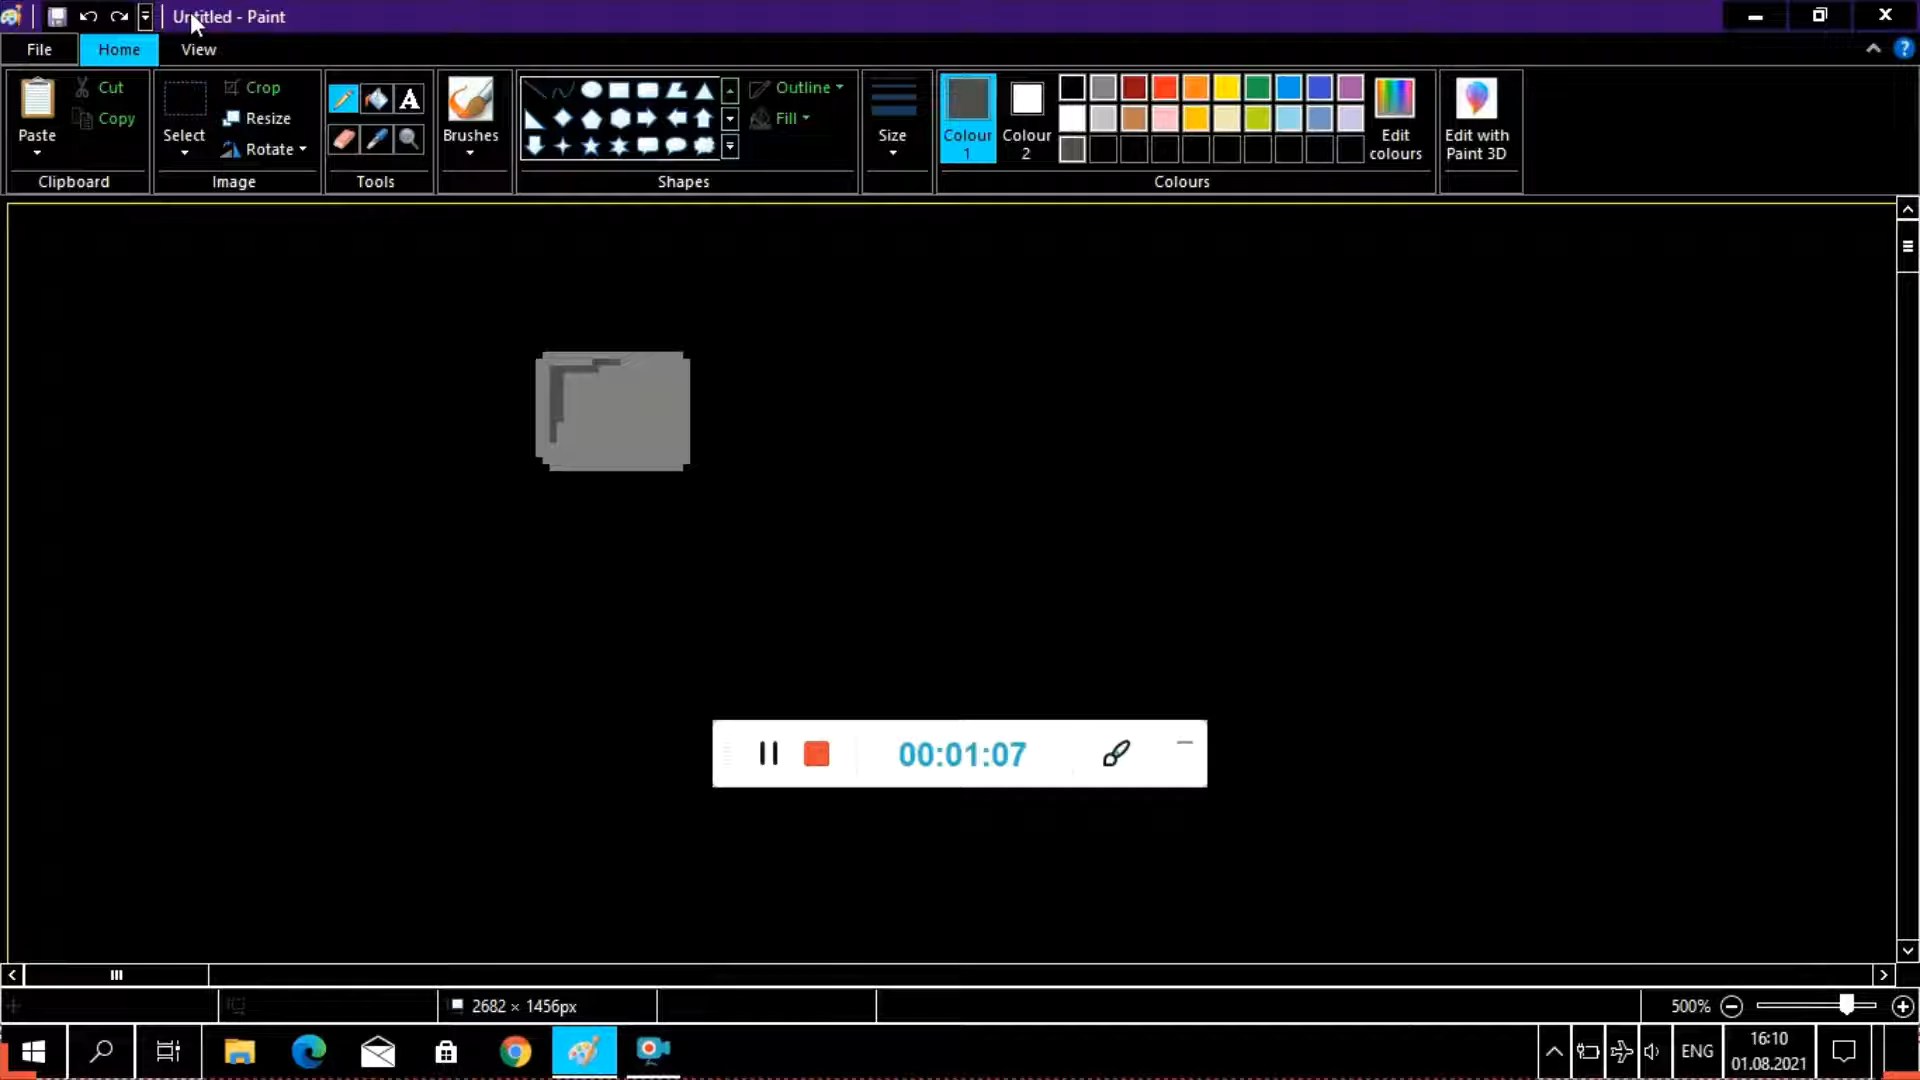 Untitled - Paint
File Home View
Paste
Cut
Copy
Clipboard
Select
Crop
Resize
Rotate
Image
A
Tools
Brushes
Outline
Fill
Shapes
Size
Colour 1
Colour 2
Edit colours
Colours
Edit with Paint 3D
00:01:07
2682 × 1456px
500%
ENG
16:10
01.08.2021